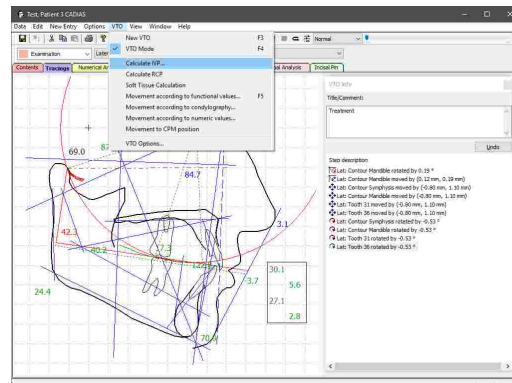 Test, Patient 3 CADIAS
Data Edit New Entry Options VTO View Window Help
Normal
Examination
Later
New VTO F3
VTO Mode F4
Calculate IVP...
Calculate RCP
Soft Tissue Calculation
Movement according to functional values... F5
Movement according to condylography...
Movement according to numeric values...
Movement to CPM position
VTO Options...
Contents Tracings Numerical An
al Analysis Incisal Pin
VTO Info
Title/Comment:
Treatment
Undo
Step description
Lat: Contour Mandible rotated by 0.19 °
Lat: Contour Mandible moved by (0.12 mm, 0.19 mm)
Lat: Contour Symphysis moved by (-0.80 mm, 1.10 mm)
Lat: Contour Mandible moved by (-0.80 mm, 1.10 mm)
Lat: Tooth 31 moved by (-0.80 mm, 1.10 mm)
Lat: Tooth 36 moved by (-0.80 mm, 1.10 mm)
Lat: Contour Symphysis rotated by -0.53 °
Lat: Contour Mandible rotated by -0.53 °
Lat: Tooth 31 rotated by -0.53 °
Lat: Tooth 36 rotated by -0.53 °
69.0
87
84.7
3.1
42.3
-3.7
30.1
5.6
27.1
2.8
24.4